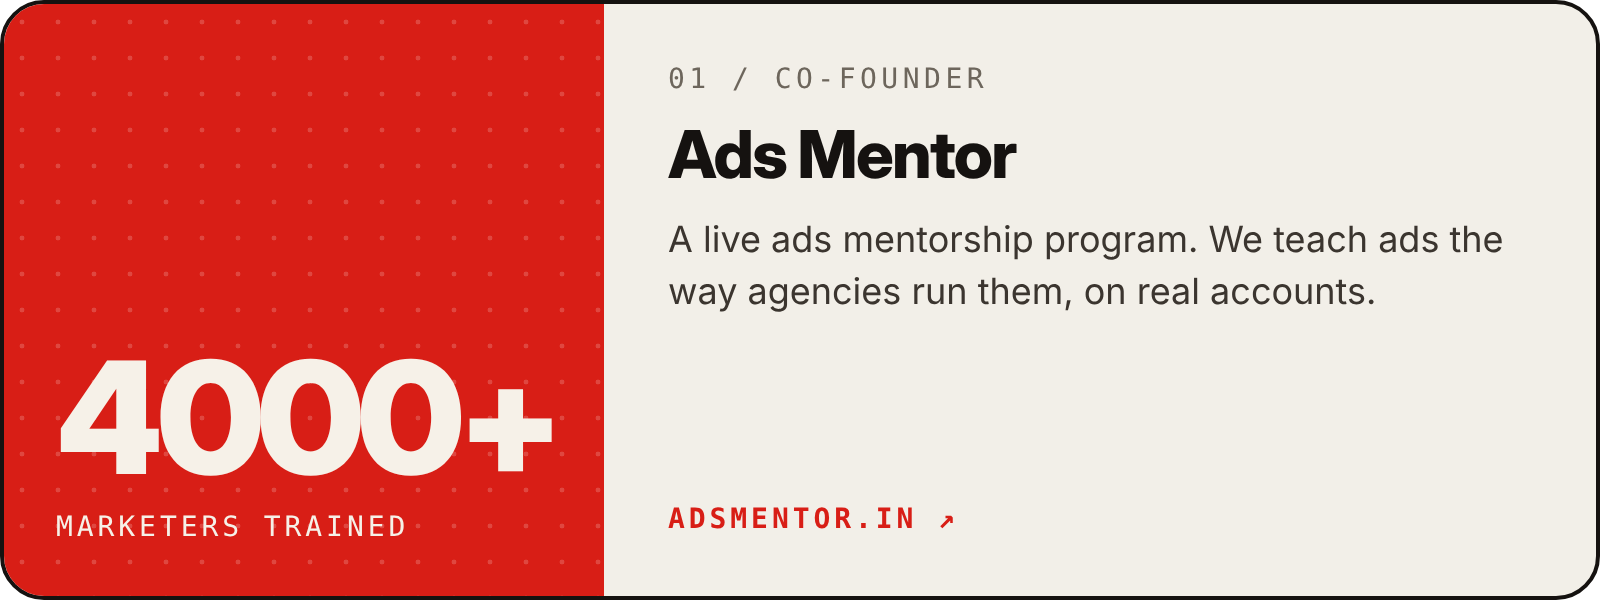 4000+
MARKETERS TRAINED
01 / CO-FOUNDER
Ads Mentor
A live ads mentorship program. We teach ads the
way agencies run them, on real accounts.
ADSMENTOR.IN ↗